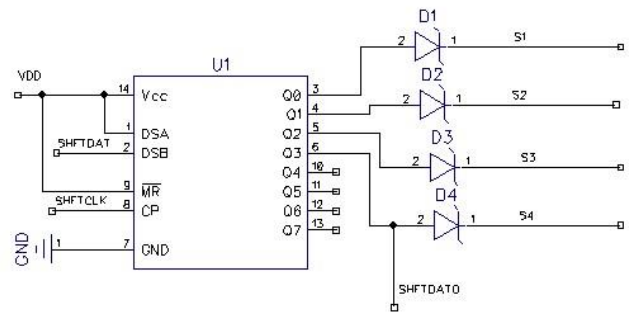 D1
2 1 S1
U1
VDD
14 Vcc Q0 3
D2
2 1 S2
Q1 4
1 DSA Q2 5
SHFTDAT 2 DSB Q3 6
D3
2 1 S3
Q4 10
9 MR Q5 11
SHFTCLK 8 CP Q6 12
D4
2 1 S4
Q7 13
GND 1 7 GND
SHFTDATO